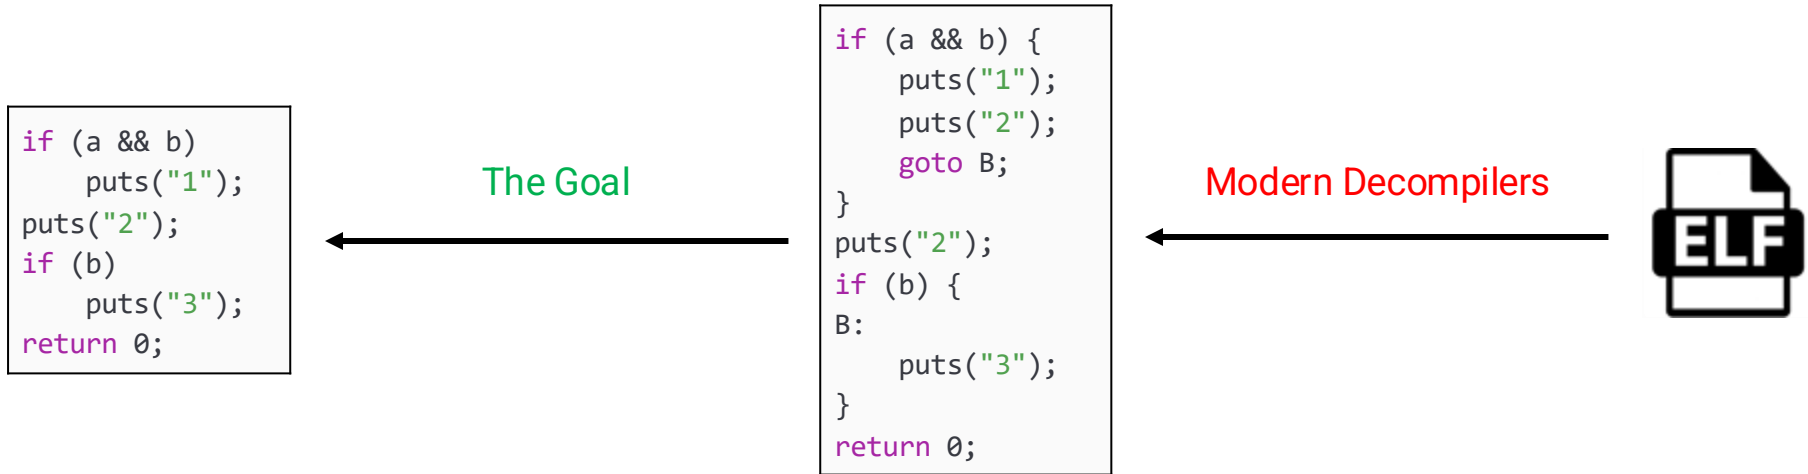 if (a && b)
    puts("1");
puts("2");
if (b)
    puts("3");
return 0;
The Goal
if (a && b) {
    puts("1");
    puts("2");
    goto B;
}
puts("2");
if (b) {
B:
    puts("3");
}
return 0;
Modern Decompilers
ELF